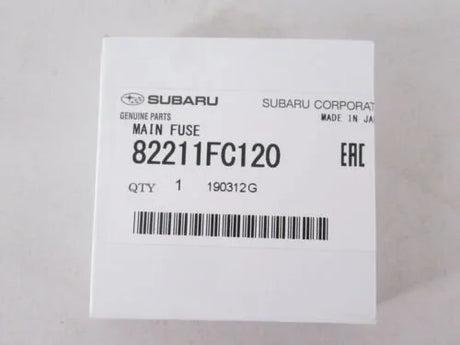 SUBARU
SUBARU CORPORAT
GENUINE PARTS
MADE IN JA
MAIN FUSE
82211FC120
EAC
QTY 1 190312G